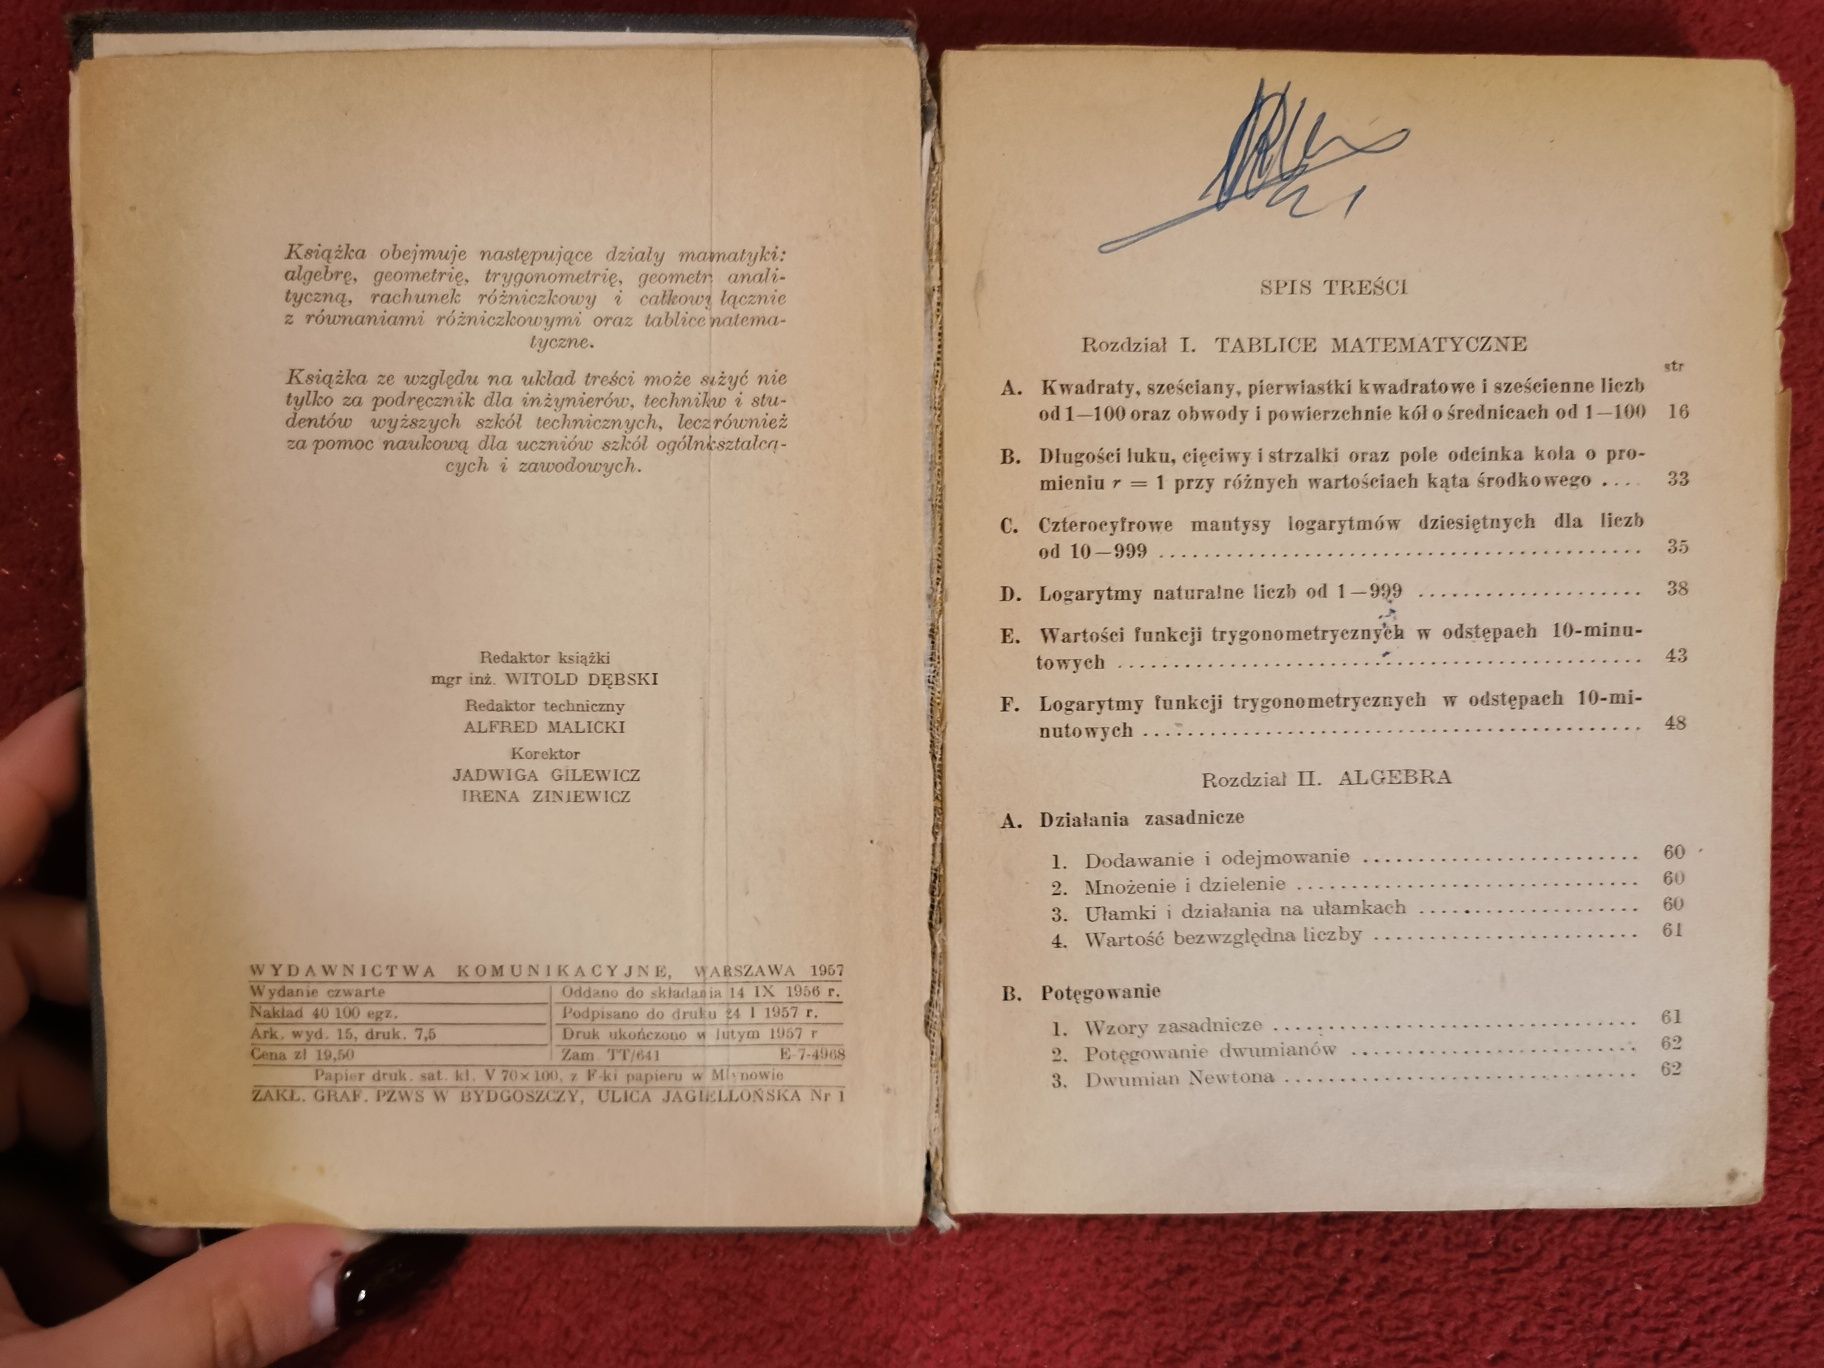 Książka obejmuje następujące działy mamatyki:
algebrę, geometrię, trygonometrię, geometr anali-
tyczną, rachunek różniczkowy i całkow łącznie
z równaniami różniczkowymi oraz tablice natema-
tyczne.
Książka ze względu na układ treści może sżyć nie
tylko za podręcznik dla inżynierów, technikw i stu-
dentów wyższych szkół technicznych, lecz również
za pomoc naukową dla uczniów szkół ogólnkształcą-
cych i zawodowych.
Redaktor książki
mgr inż. WITOLD DĘBSKI
Redaktor techniczny
ALFRED MALICKI
Korektor
JADWIGA GILEWICZ
IRENA ZINIEWICZ
WYDAWNICTWA KOMUNIKACYJNE, WARSZAWA 1957
Wydanie czwarte Oddano do składania 14 IX 1956 r.
Nakład 40 100 egz. Podpisano do druku 24 I 1957 r.
Ark. wyd. 15, druk. 7,5 Druk ukończono w lutym 1957 r
Cena zł 19,50 Zam. TT/641 E-7-4968
Papier druk. sat. kl. V 70×100, z F-ki papieru w Młynowie
ZAKŁ. GRAF. PZWS W BYDGOSZCZY, ULICA JAGIELLOŃSKA Nr 1
SPIS TREŚCI
Rozdział I. TABLICE MATEMATYCZNE
str
A. Kwadraty, sześciany, pierwiastki kwadratowe i sześcienne liczb
od 1—100 oraz obwody i powierzchnie kół o średnicach od 1—100 16
B. Długości łuku, cięciwy i strzałki oraz pole odcinka koła o pro-
mieniu r = 1 przy różnych wartościach kąta środkowego .... 33
C. Czterocyfrowe mantysy logarytmów dziesiętnych dla liczb
od 10—999 .......... 35
D. Logarytmy naturalne liczb od 1—999 .......... 38
E. Wartości funkcji trygonometrycznych w odstępach 10-minu-
towych .......... 43
F. Logarytmy funkcji trygonometrycznych w odstępach 10-mi-
nutowych .......... 48
Rozdział II. ALGEBRA
A. Działania zasadnicze
1. Dodawanie i odejmowanie .......... 60
2. Mnożenie i dzielenie .......... 60
3. Ułamki i działania na ułamkach .......... 60
4. Wartość bezwzględna liczby .......... 61
B. Potęgowanie
1. Wzory zasadnicze .......... 61
2. Potęgowanie dwumianów .......... 62
3. Dwumian Newtona .......... 62